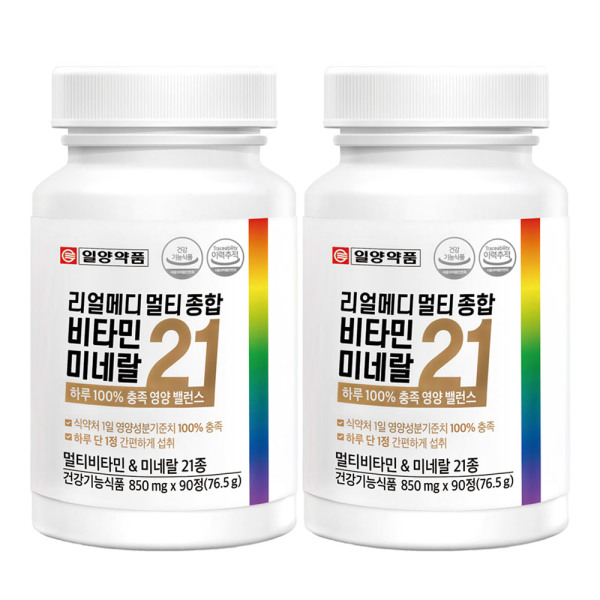 일양약품
건강
기능식품
Traceability
이력추적
리얼메디 멀티 종합
비타민
미네랄
21
하루 100% 충족 영양 밸런스
식약처 1일 영양성분기준치 100% 충족
하루 단 1정 간편하게 섭취
멀티비타민 & 미네랄 21종
건강기능식품 850 mg x 90정(76.5 g)
일양약품
건강
기능식품
Traceability
이력추적
리얼메디 멀티 종합
비타민
미네랄
21
하루 100% 충족 영양 밸런스
식약처 1일 영양성분기준치 100% 충족
하루 단 1정 간편하게 섭취
멀티비타민 & 미네랄 21종
건강기능식품 850 mg x 90정(76.5 g)